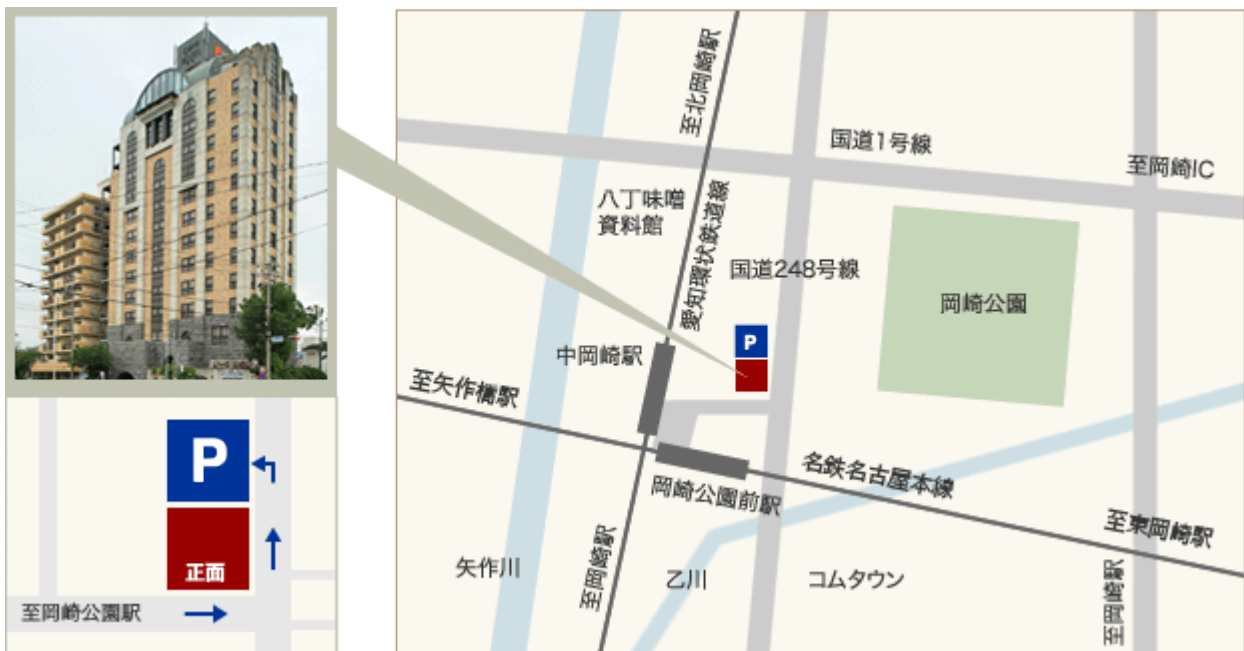 P
正面
至岡崎公園駅
至北岡崎駅
国道1号線
至岡崎IC
八丁味噌
資料館
愛知環状鉄道線
国道248号線
岡崎公園
P
中岡崎駅
至矢作橋駅
岡崎公園前駅
名鉄名古屋本線
至東岡崎駅
矢作川
至岡崎駅
乙川
コムタウン
至岡崎駅